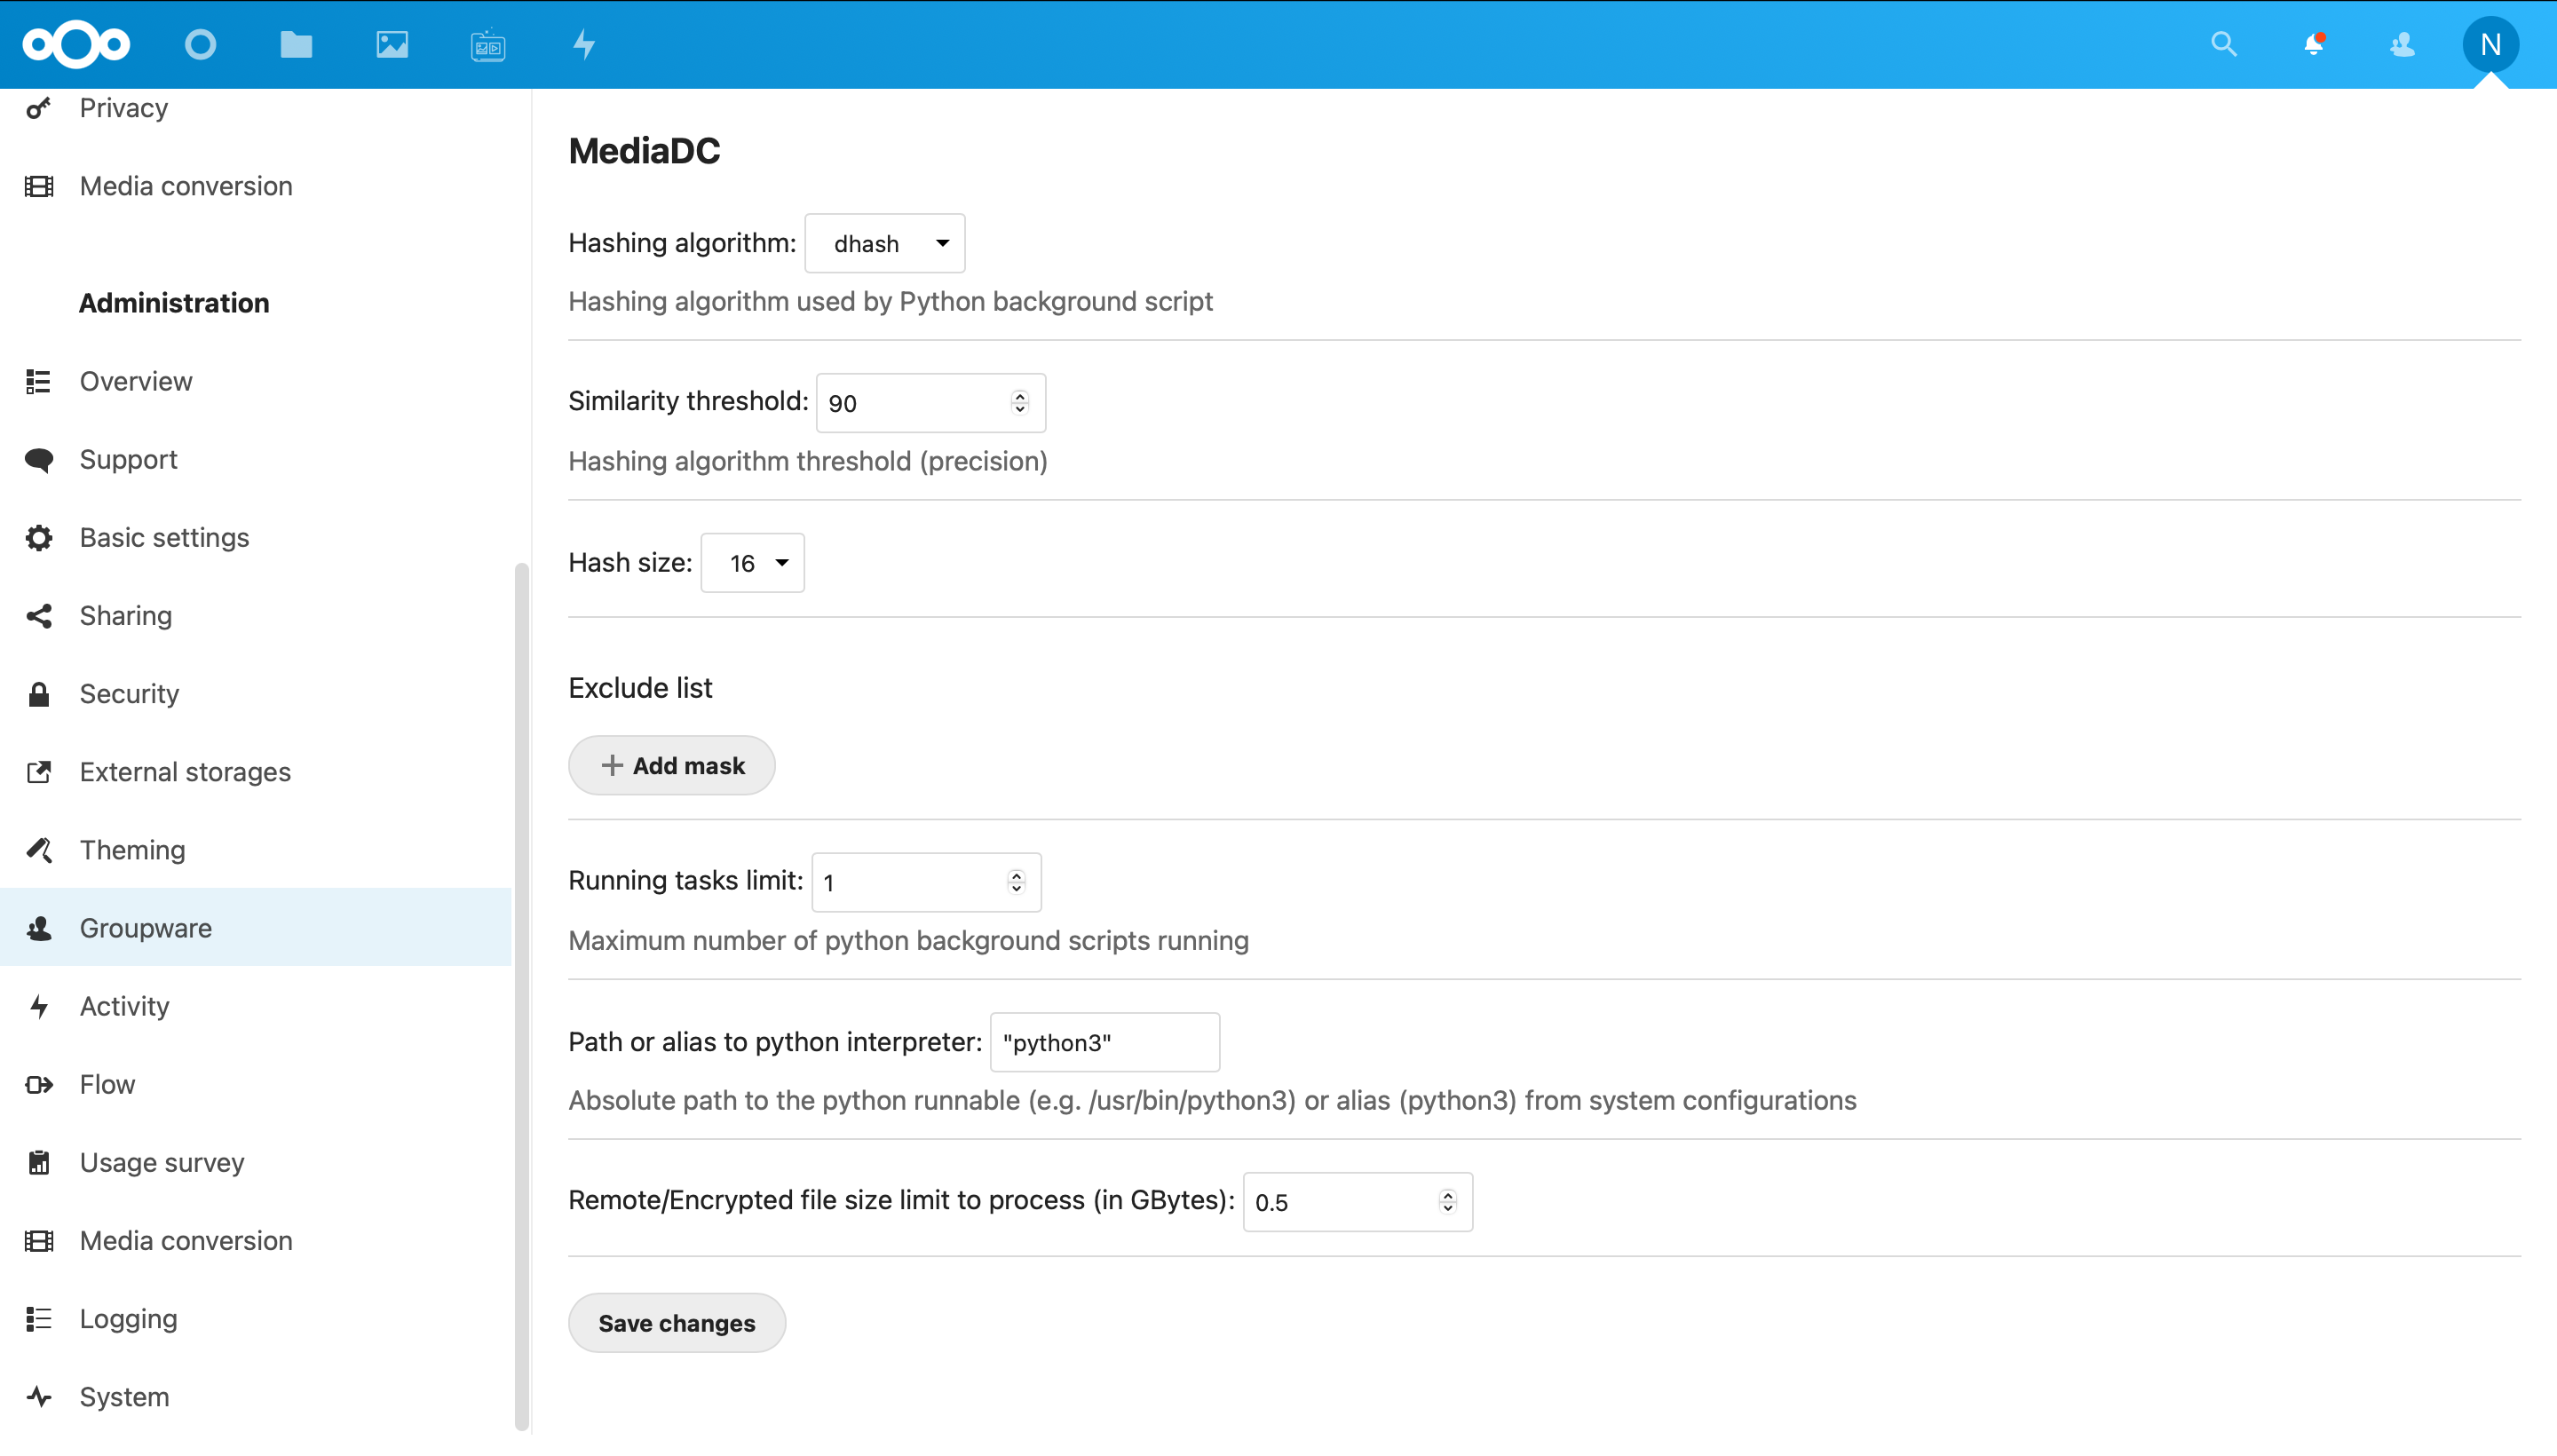 N
Privacy
Media conversion
Administration
Overview
Support
Basic settings
Sharing
Security
External storages
Theming
Groupware
Activity
Flow
Usage survey
Media conversion
Logging
System
MediaDC
Hashing algorithm: dhash
Hashing algorithm used by Python background script
Similarity threshold: 90
Hashing algorithm threshold (precision)
Hash size: 16
Exclude list
Add mask
Running tasks limit: 1
Maximum number of python background scripts running
Path or alias to python interpreter: "python3"
Absolute path to the python runnable (e.g. /usr/bin/python3) or alias (python3) from system configurations
Remote/Encrypted file size limit to process (in GBytes): 0.5
Save changes